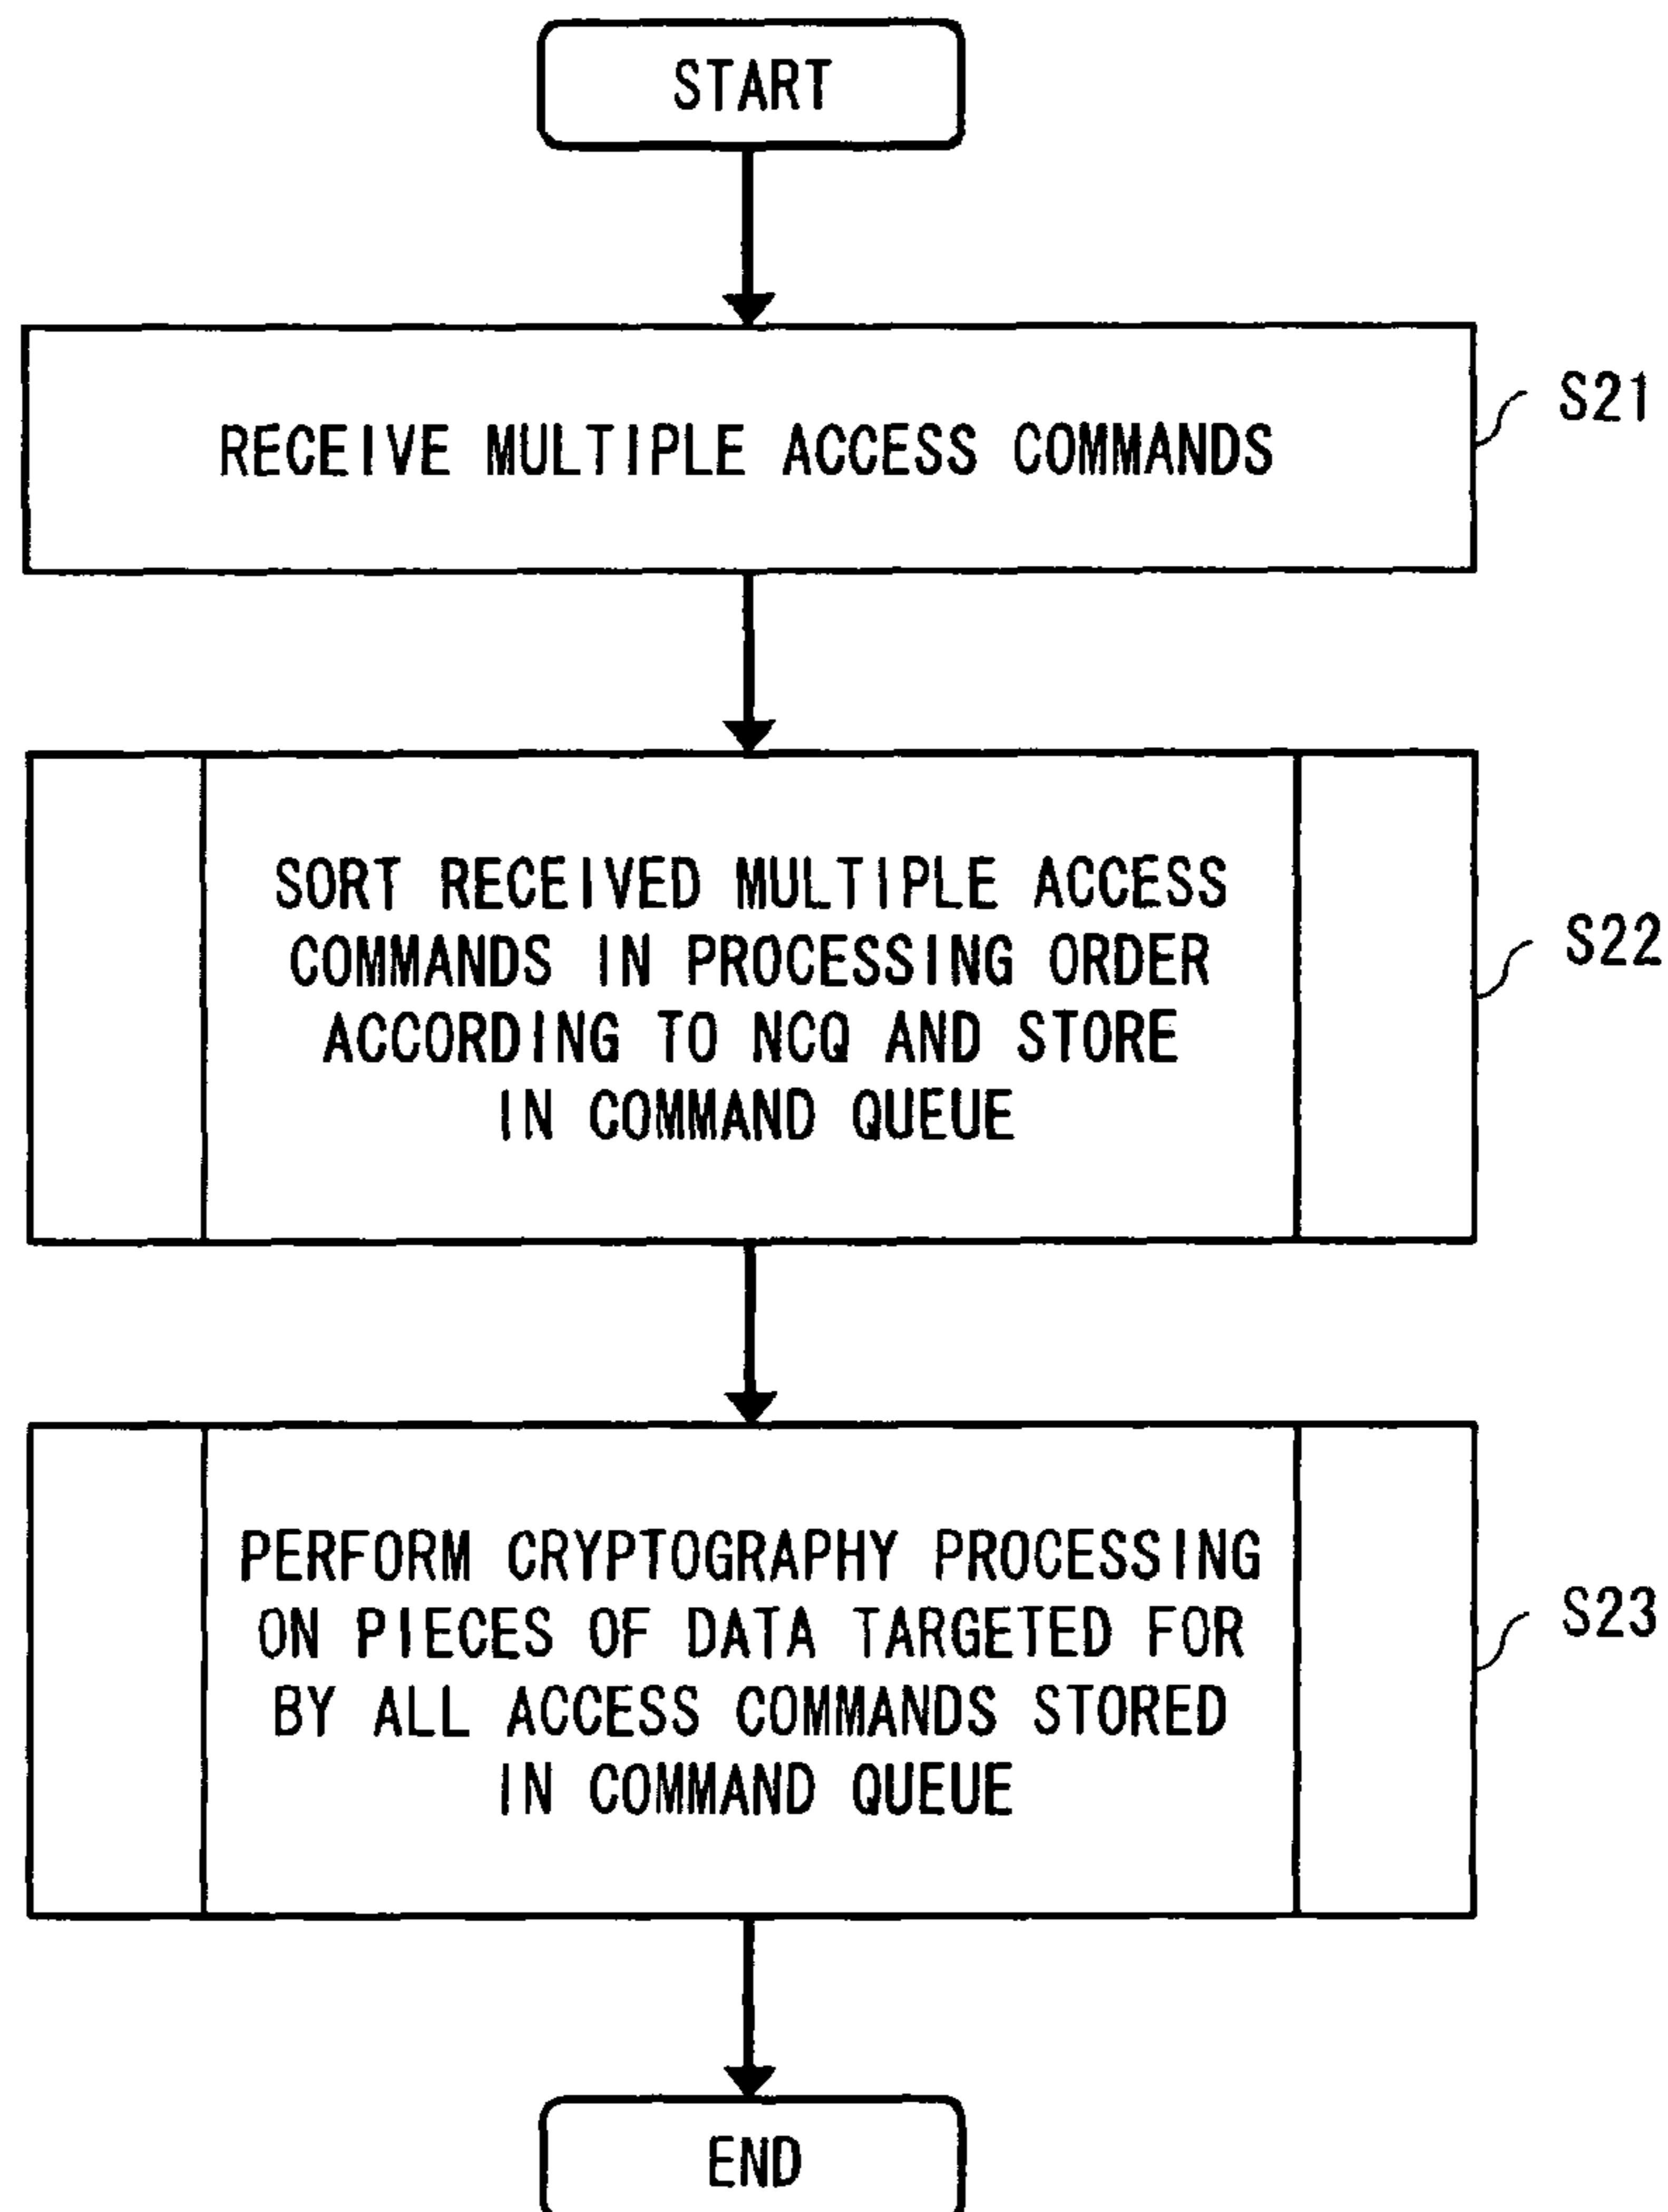 START
RECEIVE MULTIPLE ACCESS COMMANDS
S21
SORT RECEIVED MULTIPLE ACCESS
COMMANDS IN PROCESSING ORDER
ACCORDING TO NCQ AND STORE
IN COMMAND QUEUE
S22
PERFORM CRYPTOGRAPHY PROCESSING
ON PIECES OF DATA TARGETED FOR
BY ALL ACCESS COMMANDS STORED
IN COMMAND QUEUE
S23
END